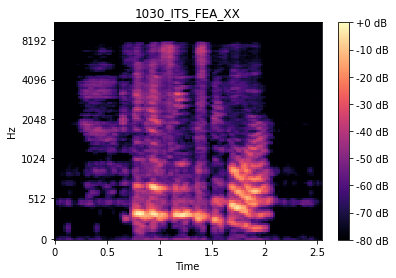 1030_ITS_FEA_XX
+0 dB
8192
-10 dB
4096
-20 dB
-30 dB
2048
Hz
-40 dB
1024
-50 dB
512
-60 dB
-70 dB
0
-80 dB
0 0.5 1 1.5 2 2.5
Time